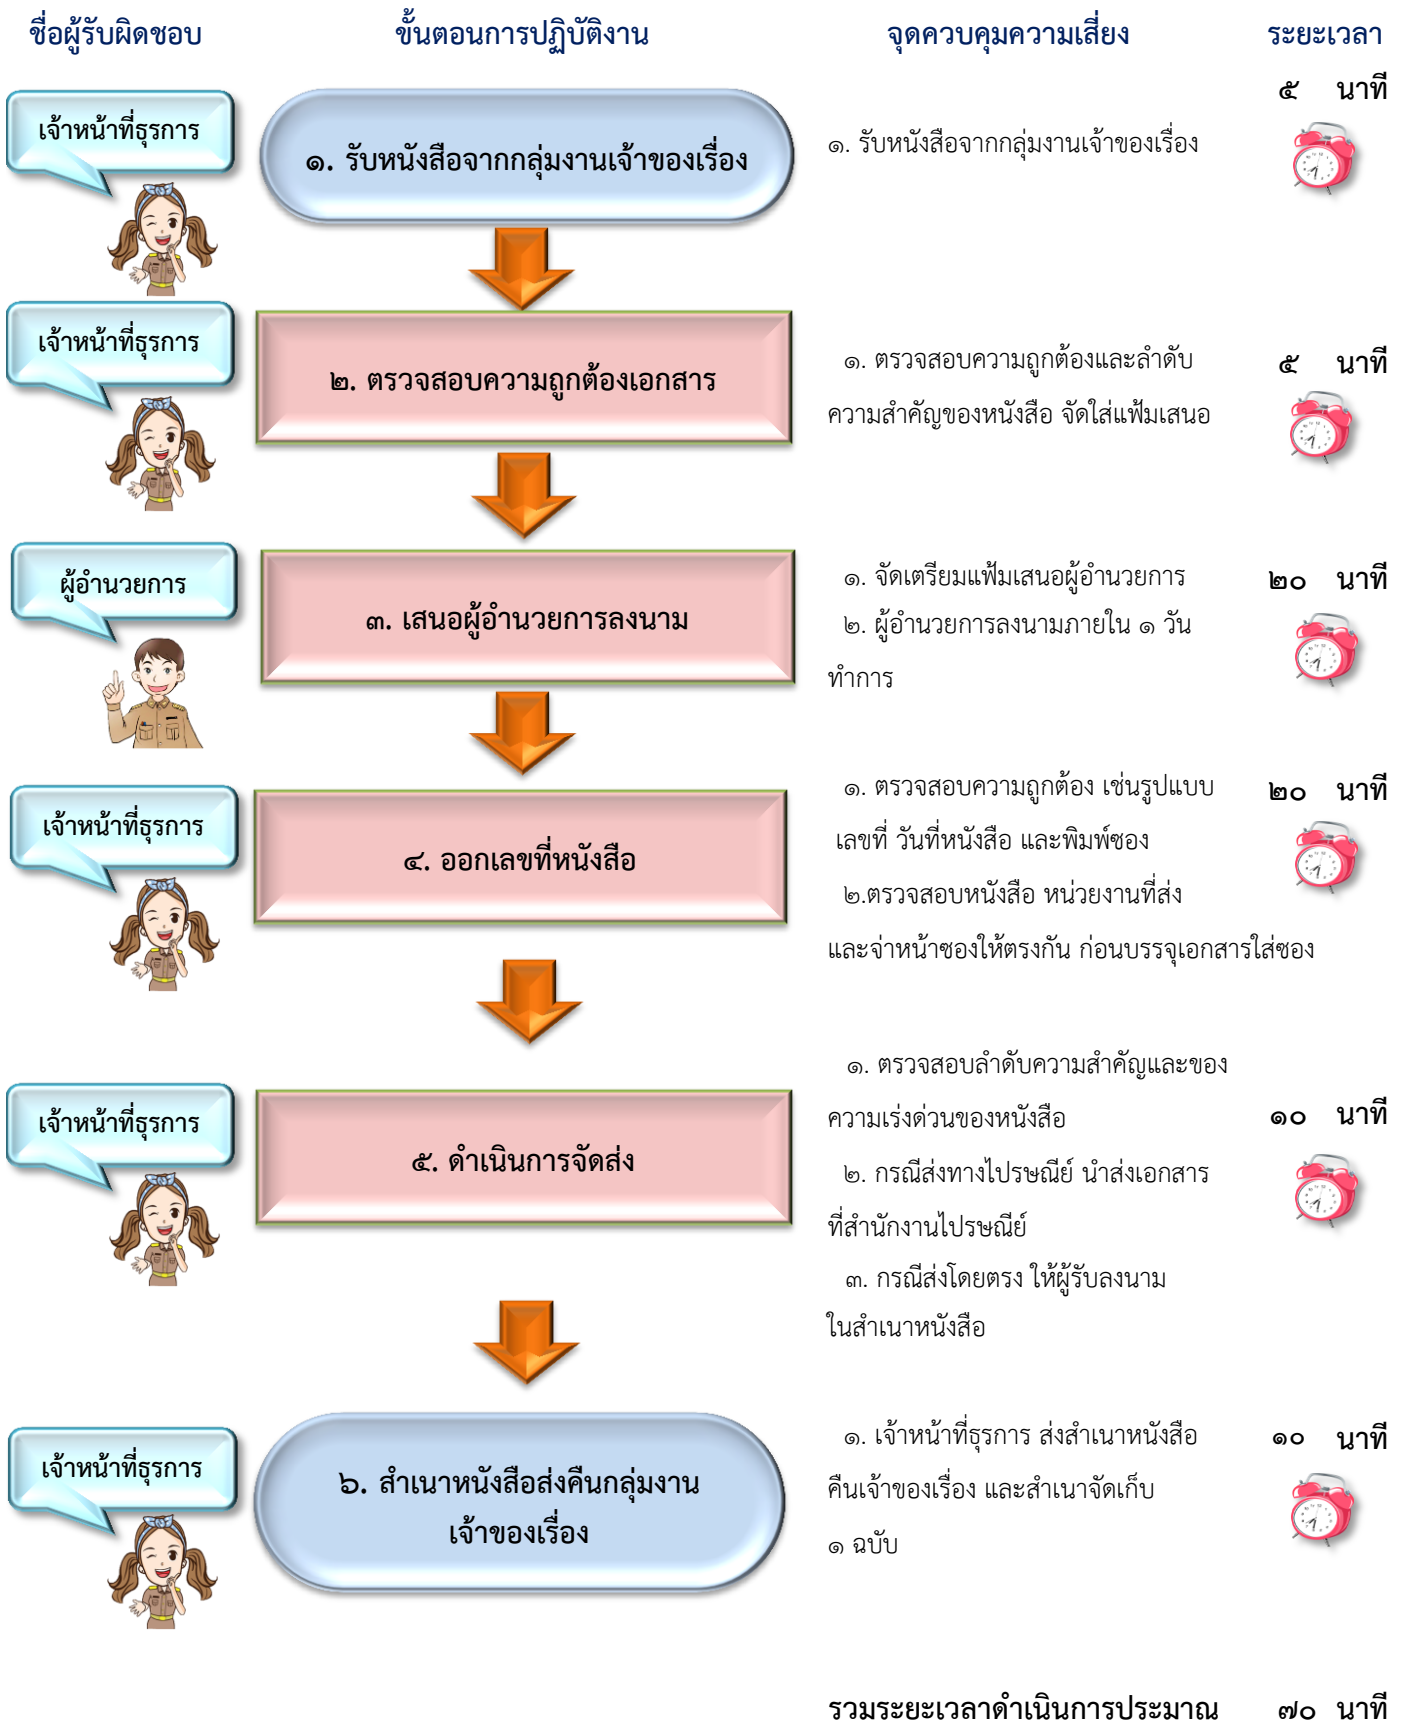 ชื่อผู้รับผิดชอบ ขั้นตอนการปฏิบัติงาน จุดควบคุมความเสี่ยง ระยะเวลา
๕ นาที
เจ้าหน้าที่ธุรการ
๑. รับหนังสือจากกลุ่มงานเจ้าของเรื่อง
๑. รับหนังสือจากกลุ่มงานเจ้าของเรื่อง
เจ้าหน้าที่ธุรการ
๒. ตรวจสอบความถูกต้องเอกสาร
๑. ตรวจสอบความถูกต้องและลำดับ
ความสำคัญของหนังสือ จัดใส่แฟ้มเสนอ
๕ นาที
ผู้อำนวยการ
๓. เสนอผู้อำนวยการลงนาม
๑. จัดเตรียมแฟ้มเสนอผู้อำนวยการ
๒. ผู้อำนวยการลงนามภายใน ๑ วัน
ทำการ
๒๐ นาที
เจ้าหน้าที่ธุรการ
๔. ออกเลขที่หนังสือ
๑. ตรวจสอบความถูกต้อง เช่นรูปแบบ
เลขที่ วันที่หนังสือ และพิมพ์ซอง
๒.ตรวจสอบหนังสือ หน่วยงานที่ส่ง
และจ่าหน้าซองให้ตรงกัน ก่อนบรรจุเอกสารใส่ซอง
๒๐ นาที
เจ้าหน้าที่ธุรการ
๕. ดำเนินการจัดส่ง
๑. ตรวจสอบลำดับความสำคัญและของ
ความเร่งด่วนของหนังสือ
๒. กรณีส่งทางไปรษณีย์ นำส่งเอกสาร
ที่สำนักงานไปรษณีย์
๓. กรณีส่งโดยตรง ให้ผู้รับลงนาม
ในสำเนาหนังสือ
๑๐ นาที
เจ้าหน้าที่ธุรการ
๖. สำเนาหนังสือส่งคืนกลุ่มงาน
เจ้าของเรื่อง
๑. เจ้าหน้าที่ธุรการ ส่งสำเนาหนังสือ
คืนเจ้าของเรื่อง และสำเนาจัดเก็บ
๑ ฉบับ
๑๐ นาที
รวมระยะเวลาดำเนินการประมาณ ๗๐ นาที